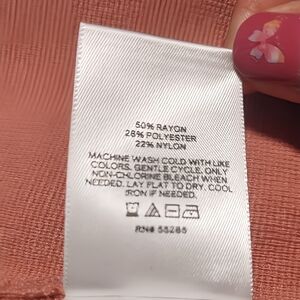 50% RAYON
28% POLYESTER
22% NYLON
MACHINE WASH COLD WITH LIKE
COLORS. GENTLE CYCLE. ONLY
NON-CHLORINE BLEACH WHEN
NEEDED. LAY FLAT TO DRY. COOL
IRON IF NEEDED.
RN# 55285